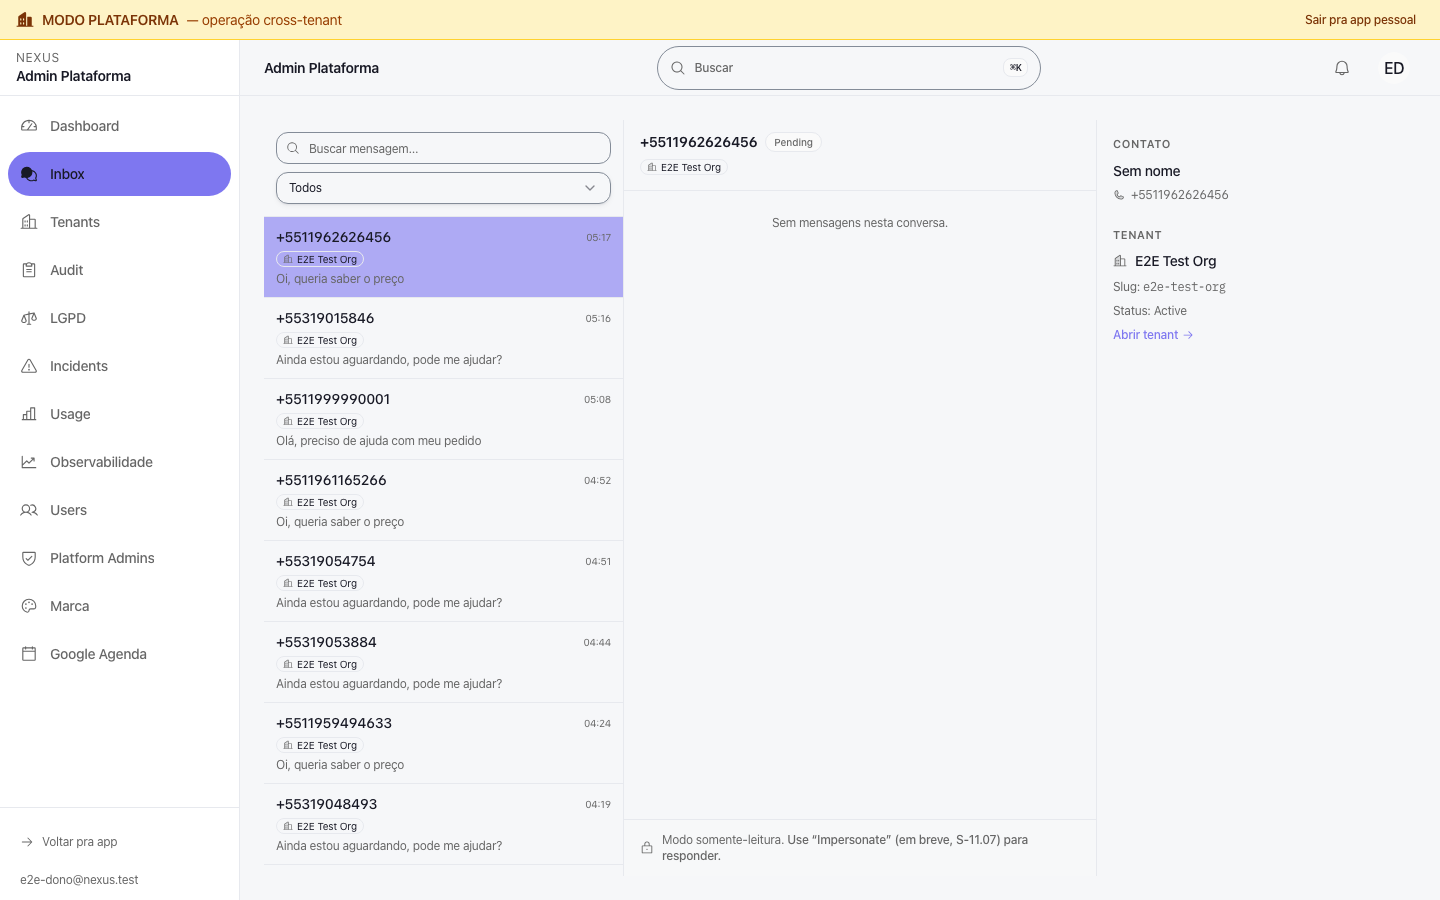 MODO PLATAFORMA — operação cross-tenant
Sair pra app pessoal
NEXUS
Admin Plataforma
Admin Plataforma
Buscar
⌘K
ED
Dashboard
Inbox
Tenants
Audit
LGPD
Incidents
Usage
Observabilidade
Users
Platform Admins
Marca
Google Agenda
Voltar pra app
e2e-dono@nexus.test
Buscar mensagem...
Todos
+5511962626456 05:17
E2E Test Org
Oi, queria saber o preço
+55319015846 05:16
E2E Test Org
Ainda estou aguardando, pode me ajudar?
+5511999990001 05:08
E2E Test Org
Olá, preciso de ajuda com meu pedido
+5511961165266 04:52
E2E Test Org
Oi, queria saber o preço
+55319054754 04:51
E2E Test Org
Ainda estou aguardando, pode me ajudar?
+55319053884 04:44
E2E Test Org
Ainda estou aguardando, pode me ajudar?
+5511959494633 04:24
E2E Test Org
Oi, queria saber o preço
+55319048493 04:19
E2E Test Org
Ainda estou aguardando, pode me ajudar?
+5511962626456 Pending
E2E Test Org
Sem mensagens nesta conversa.
Modo somente-leitura. Use “Impersonate” (em breve, S-11.07) para
responder.
CONTATO
Sem nome
+5511962626456
TENANT
E2E Test Org
Slug: e2e-test-org
Status: Active
Abrir tenant →